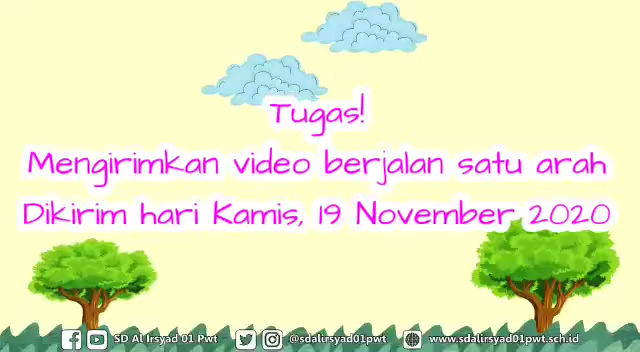 Tugas!
Mengirimkan video berjalan satu arah
Dikirim hari Kamis, 19 November 2020
SD Al Irsyad 01 Pwt @sdalirsyad01pwt www.sdalirsyad01pwt.sch.id